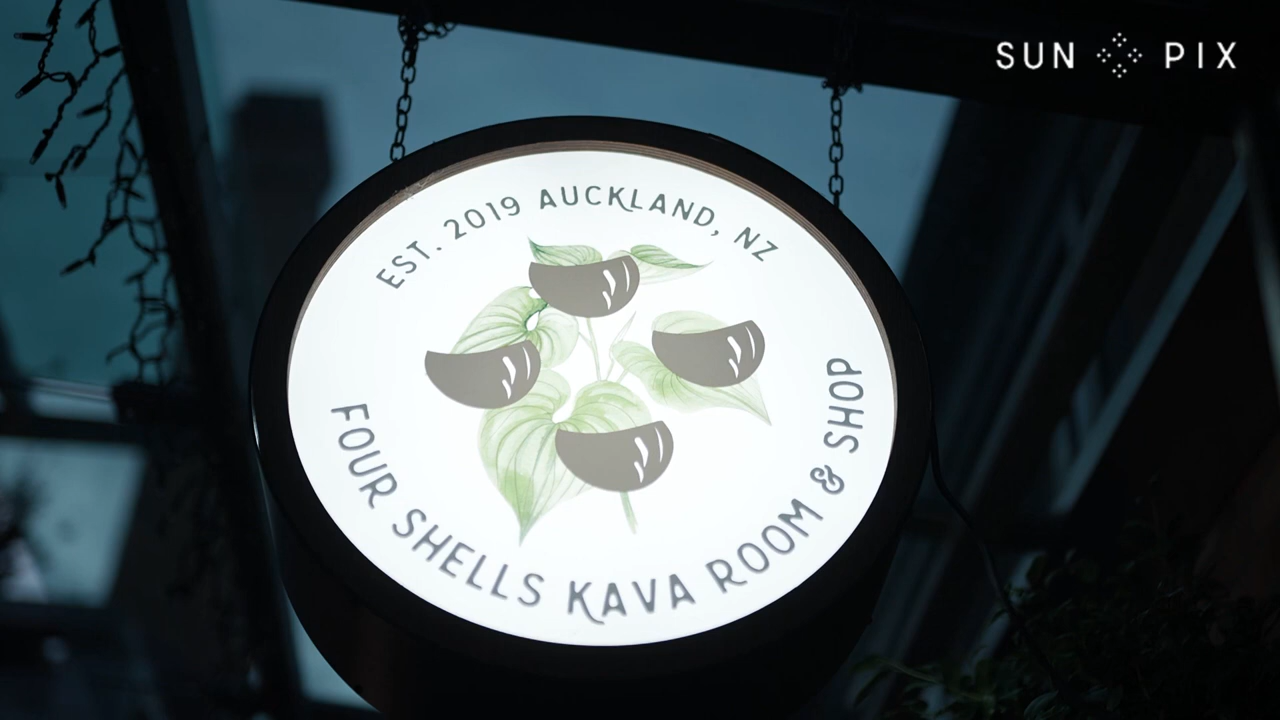 SUN PIX
EST. 2019 AUCKLAND, NZ
FOUR SHELLS KAVA ROOM & SHOP